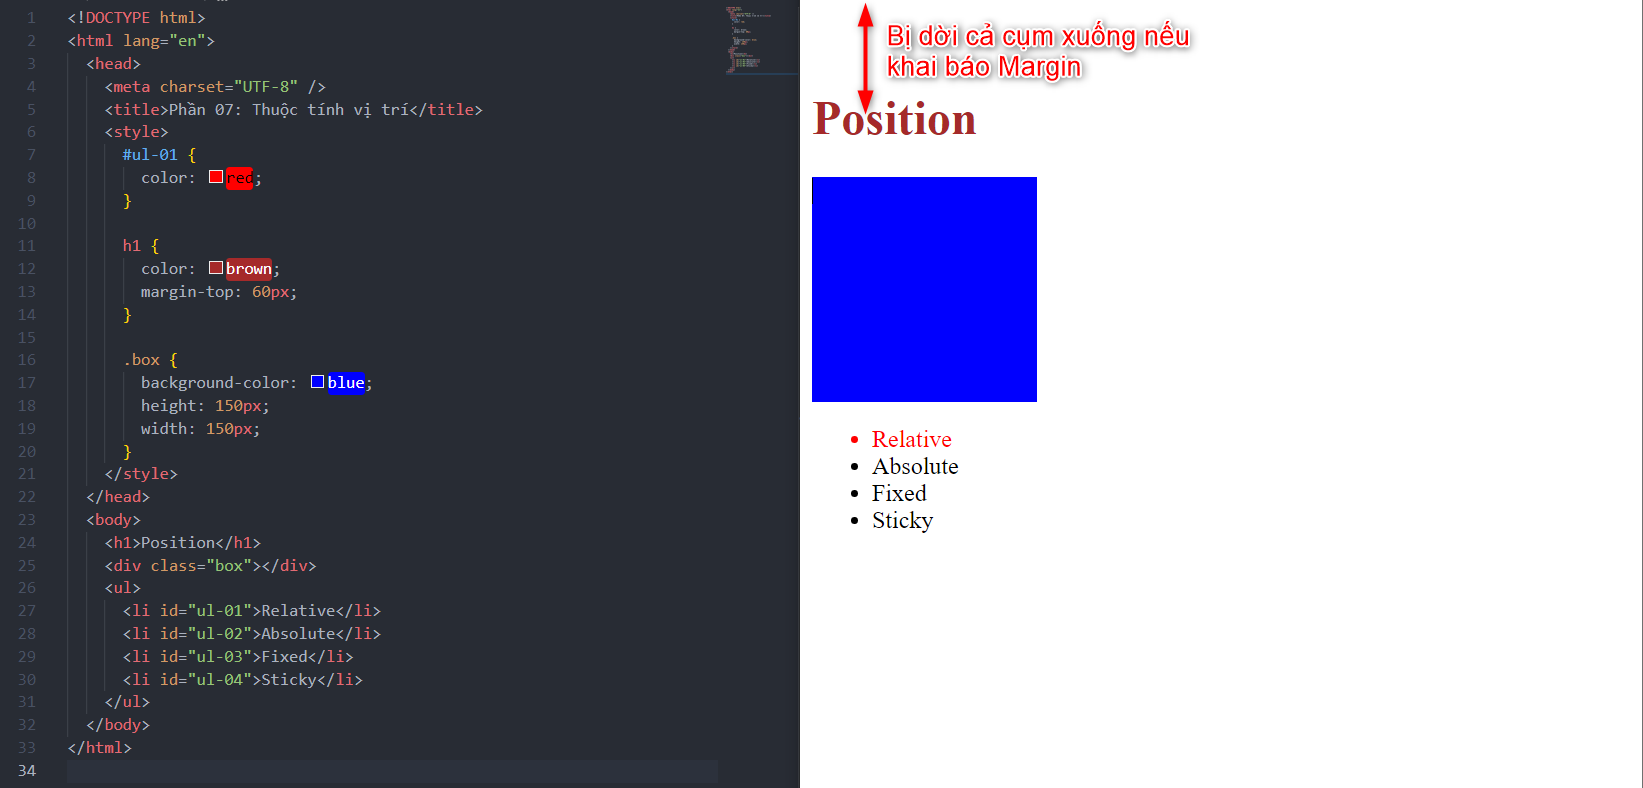 1 <!DOCTYPE html>
2 <html lang="en">
3 <head>
4 <meta charset="UTF-8" />
5 <title>Phần 07: Thuộc tính vị trí</title>
6 <style>
7 #ul-01 {
8 color: red;
9 }
10
11 h1 {
12 color: brown;
13 margin-top: 60px;
14 }
15
16 .box {
17 background-color: blue;
18 height: 150px;
19 width: 150px;
20 }
21 </style>
22 </head>
23 <body>
24 <h1>Position</h1>
25 <div class="box"></div>
26 <ul>
27 <li id="ul-01">Relative</li>
28 <li id="ul-02">Absolute</li>
29 <li id="ul-03">Fixed</li>
30 <li id="ul-04">Sticky</li>
31 </ul>
32 </body>
33 </html>
34
Bị dời cả cụm xuống nếu
khai báo Margin
Position
• Relative
• Absolute
• Fixed
• Sticky